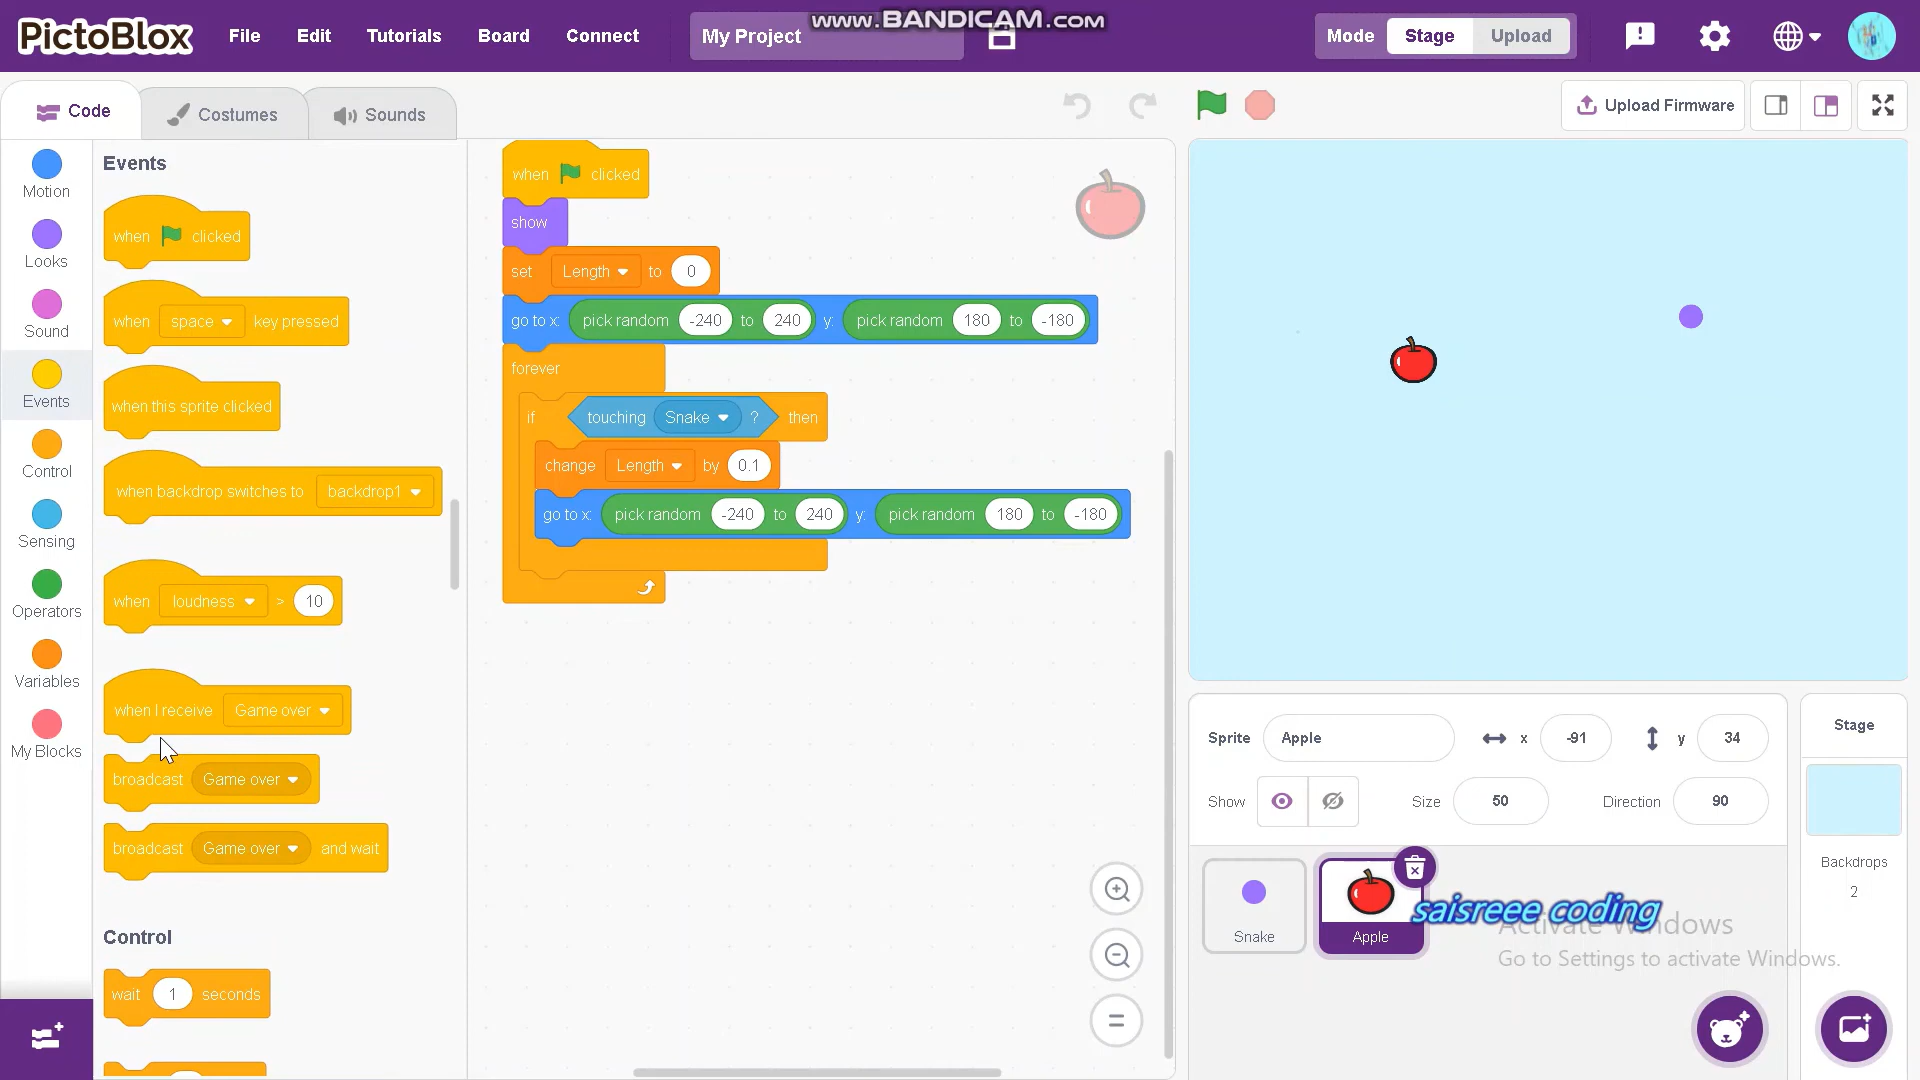 www.BANDICAM.com
PictoBlox File Edit Tutorials Board Connect My Project Mode Stage Upload
Code Costumes Sounds Upload Firmware
Motion
Looks
Sound
Events
Control
Sensing
Operators
Variables
My Blocks
Events
when clicked
when space key pressed
when this sprite clicked
when backdrop switches to backdrop1
when loudness > 10
when I receive Game over
broadcast Game over
broadcast Game over and wait
Control
wait 1 seconds
when clicked
show
set Length to 0
go to x: pick random -240 to 240 y: pick random 180 to -180
forever
if touching Snake ? then
change Length by 0.1
go to x: pick random -240 to 240 y: pick random 180 to -180
Sprite Apple x -91 y 34
Show Size 50 Direction 90
Snake
Apple
Stage
Backdrops
2
saisreee coding
Activate Windows
Go to Settings to activate Windows.